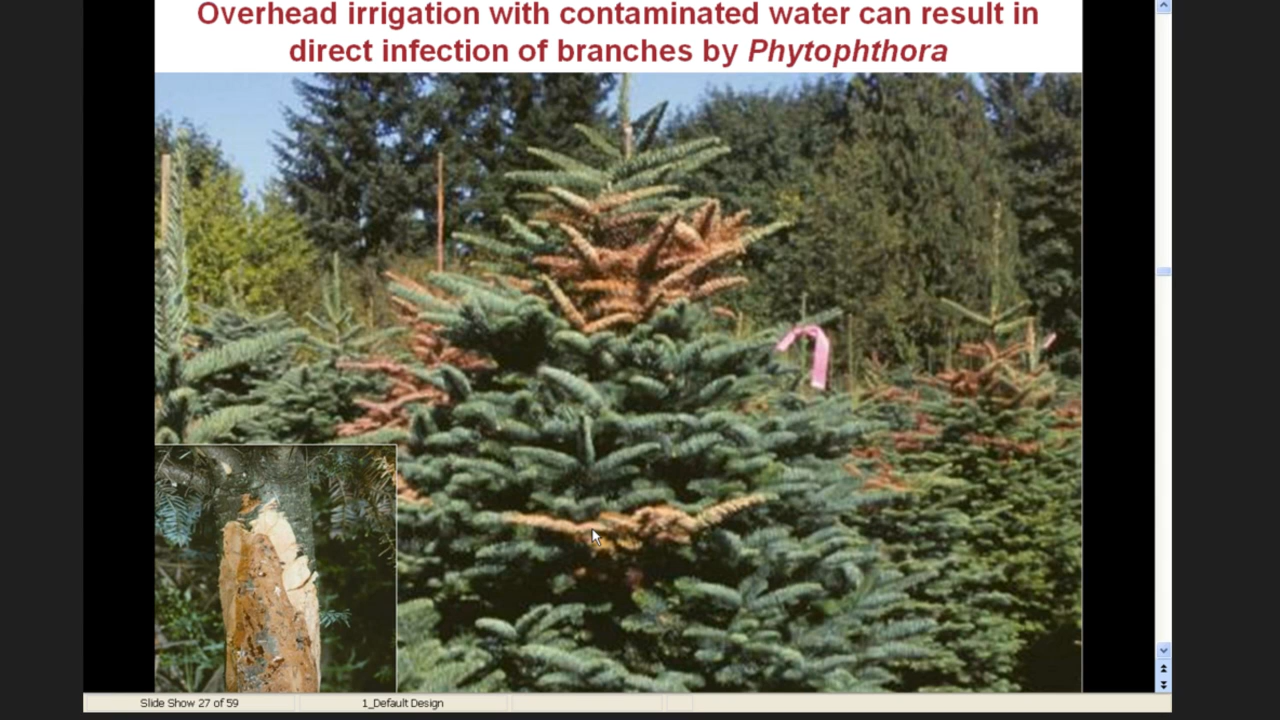 Overhead irrigation with contaminated water can result in
direct infection of branches by Phytophthora
Slide Show 27 of 59
1_Default Design